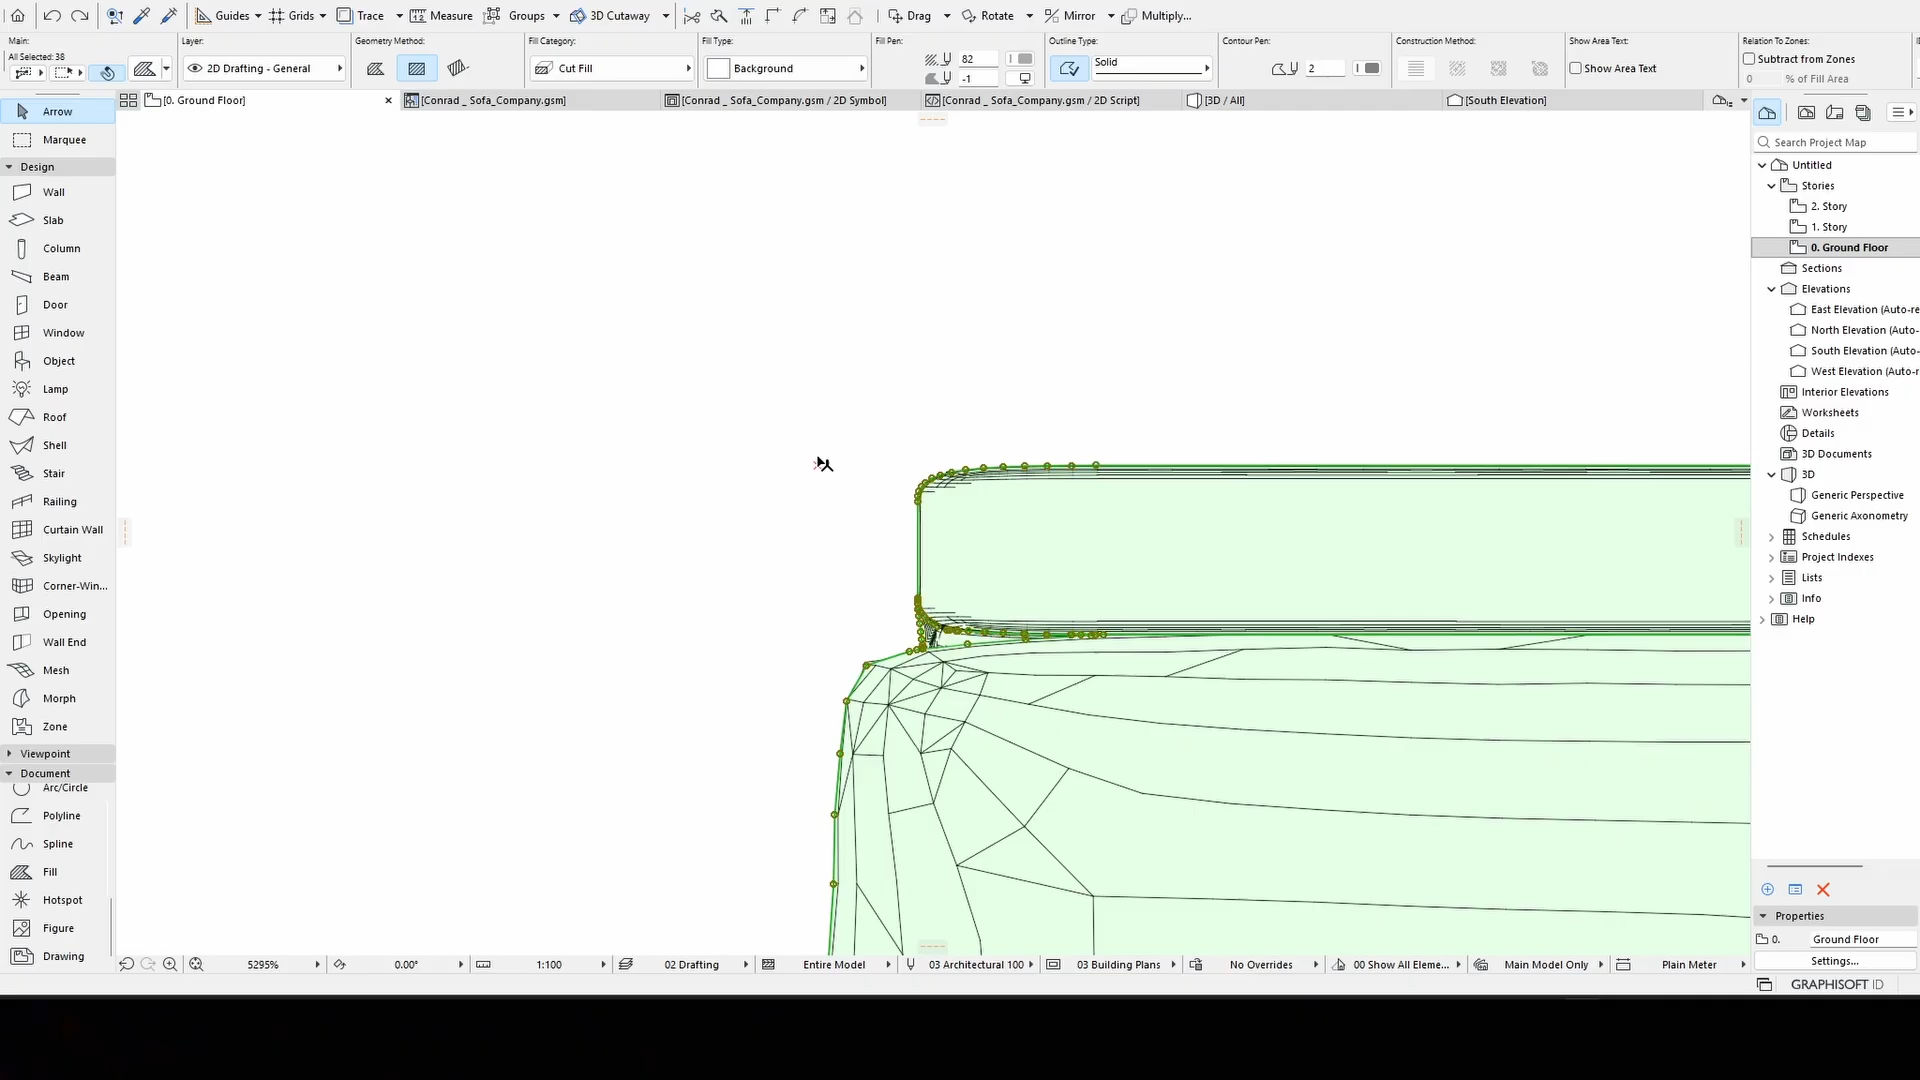 Guides
Grids
Trace
Measure
Groups
3D Cutaway
Drag
Rotate
Mirror
Multiply...
Main:
All Selected: 38
Layer:
2D Drafting - General
Geometry Method:
Fill Category:
Cut Fill
Fill Type:
Background
Fill Pen:
82
-1
Outline Type:
Solid
Contour Pen:
2
Construction Method:
Show Area Text:
Show Area Text
Relation To Zones:
Subtract from Zones
0 % of Fill Area
[0. Ground Floor]
[Conrad _ Sofa_Company.gsm]
[Conrad _ Sofa_Company.gsm / 2D Symbol]
[Conrad _ Sofa_Company.gsm / 2D Script]
[3D / All]
[South Elevation]
Arrow
Marquee
Design
Wall
Slab
Column
Beam
Door
Window
Object
Lamp
Roof
Shell
Stair
Railing
Curtain Wall
Skylight
Corner-Win...
Opening
Wall End
Mesh
Morph
Zone
Viewpoint
Document
Arc/Circle
Polyline
Spline
Fill
Hotspot
Figure
Drawing
Search Project Map
Untitled
Stories
2. Story
1. Story
0. Ground Floor
Sections
Elevations
East Elevation (Auto-re
North Elevation (Auto-
South Elevation (Auto-
West Elevation (Auto-r
Interior Elevations
Worksheets
Details
3D Documents
3D
Generic Perspective
Generic Axonometry
Schedules
Project Indexes
Lists
Info
Help
Properties
0. Ground Floor
Settings...
5295%
0.00°
1:100
02 Drafting
Entire Model
03 Architectural 100
03 Building Plans
No Overrides
00 Show All Eleme...
Main Model Only
Plain Meter
GRAPHISOFT ID